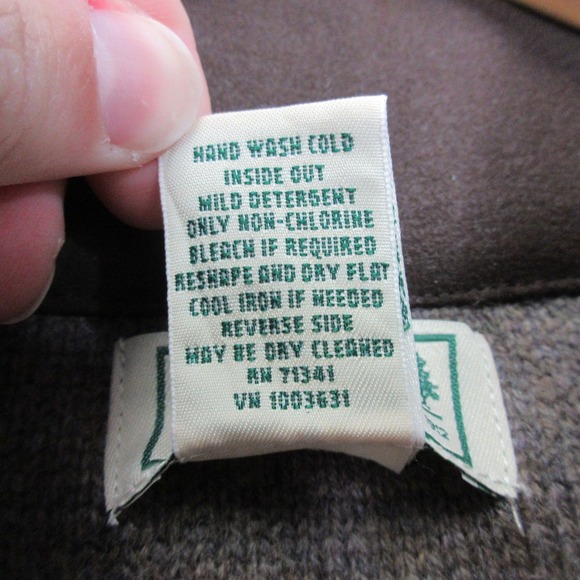 HAND WASH COLD
INSIDE OUT
MILD DETERGENT
ONLY NON-CHLORINE
BLEACH IF REQUIRED
RESHAPE AND DRY FLAT
COOL IRON IF NEEDED
REVERSE SIDE
MAY BE DRY CLEANED
RN 71341
VN 1003631